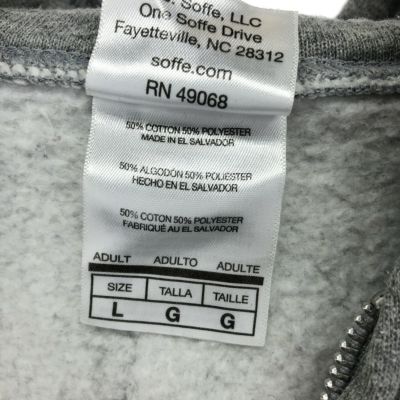 . Soffe, LLC
One Soffe Drive
Fayetteville, NC 28312
soffe.com
RN 49068
50% COTTON 50% POLYESTER
MADE IN EL SALVADOR
50% ALGODÓN 50% POLIESTER
HECHO EN EL SALVADOR
50% COTON 50% POLYESTER
FABRIQUÉ AU EL SALVADOR
ADULT ADULTO ADULTE
SIZE TALLA TAILLE
L G G